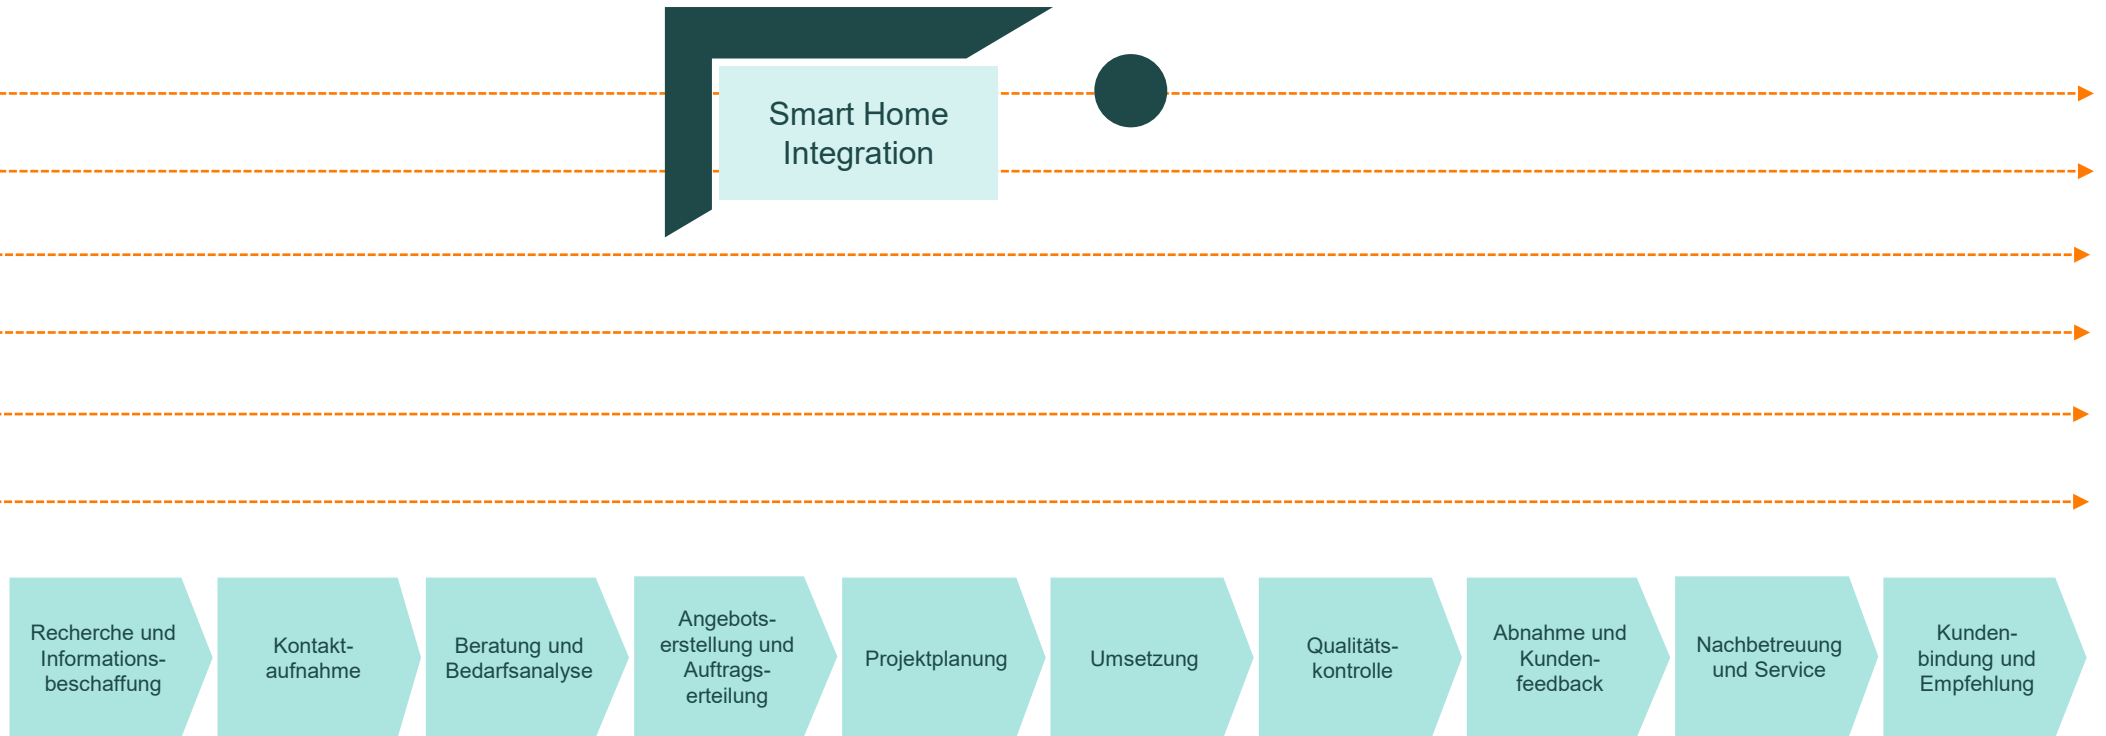 Smart Home
Integration
Recherche und
Informations-
beschaffung
Kontakt-
aufnahme
Beratung und
Bedarfsanalyse
Angebots-
erstellung und
Auftrags-
erteilung
Projektplanung
Umsetzung
Qualitäts-
kontrolle
Abnahme und
Kunden-
feedback
Nachbetreuung
und Service
Kunden-
bindung und
Empfehlung